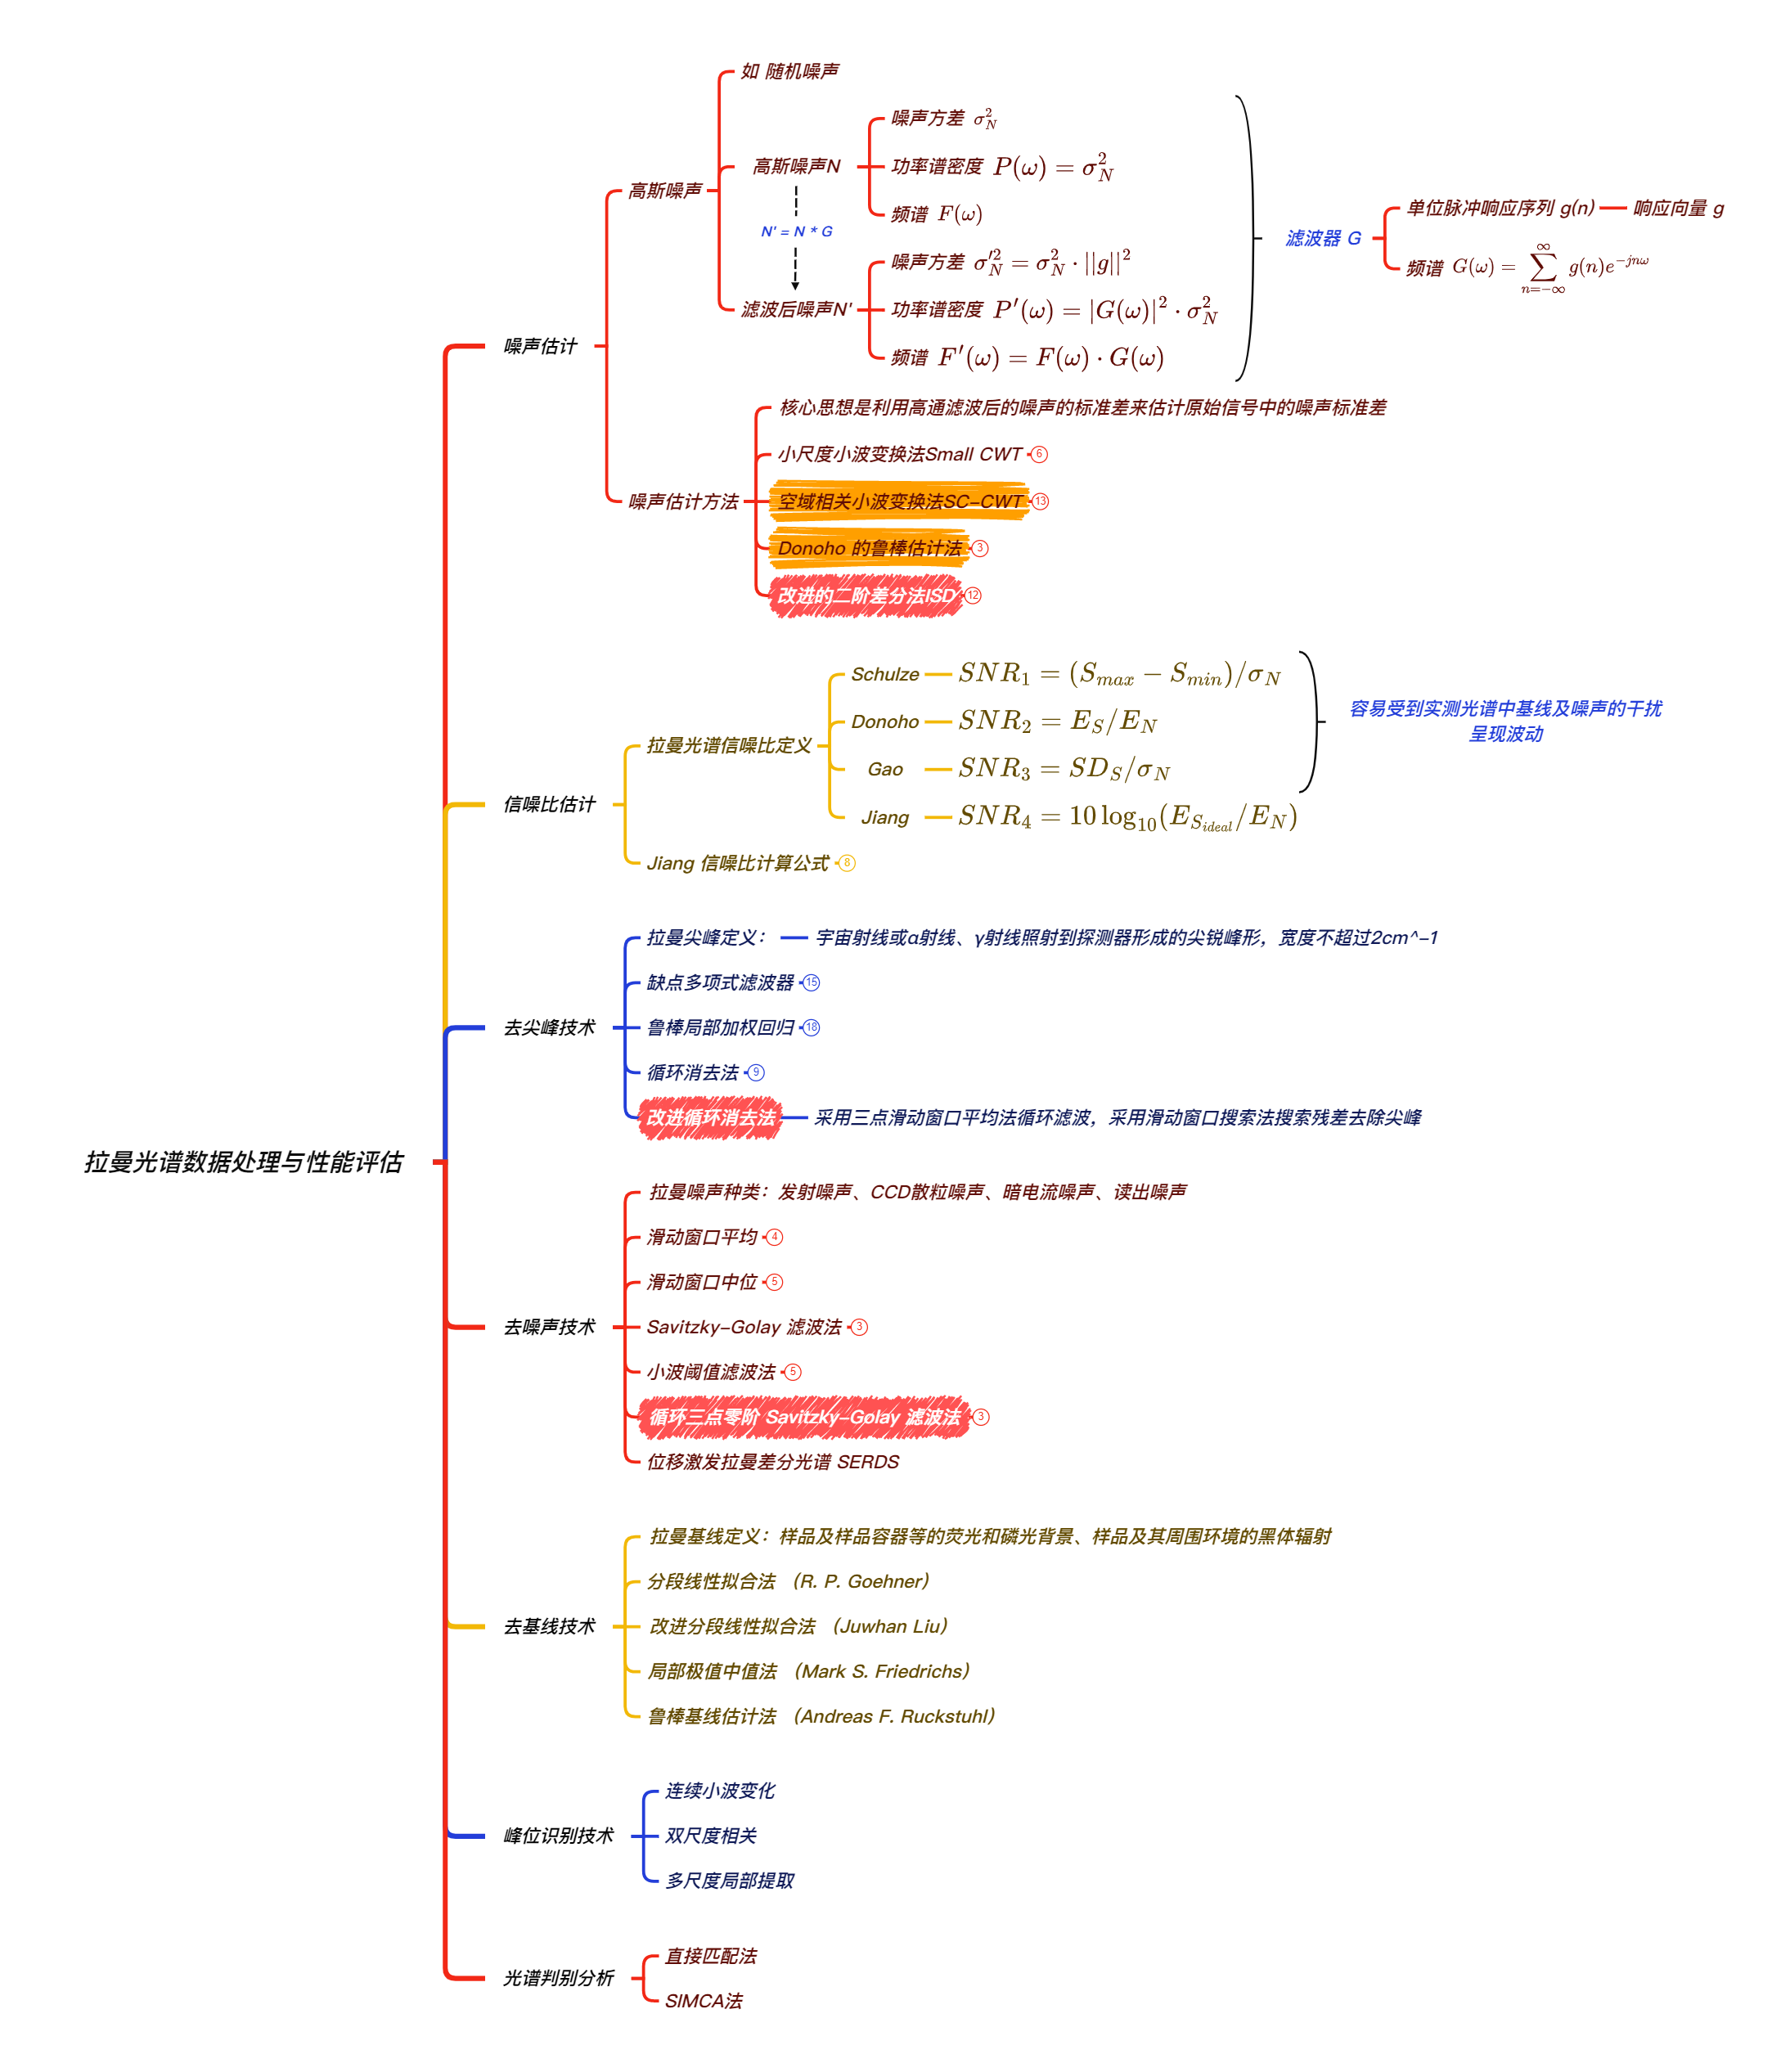 拉曼光谱数据处理与性能评估
噪声估计
高斯噪声
如 随机噪声
高斯噪声N
噪声方差 σ_N^2
功率谱密度 P(ω) = σ_N^2
频谱 F(ω)
N' = N * G
滤波后噪声N'
噪声方差 σ'_N^2 = σ_N^2 · ||g||^2
功率谱密度 P'(ω) = |G(ω)|^2 · σ_N^2
频谱 F'(ω) = F(ω) · G(ω)
滤波器 G
单位脉冲响应序列 g(n)
响应向量 g
频谱 G(ω) = ∑_{n=-∞}^{∞} g(n)e^{-jnω}
噪声估计方法
核心思想是利用高通滤波后的噪声的标准差来估计原始信号中的噪声标准差
小尺度小波变换法Small CWT 6
空域相关小波变换法SC-CWT 13
Donoho 的鲁棒估计法 3
改进的二阶差分法ISD 12
信噪比估计
拉曼光谱信噪比定义
Schulze SNR_1 = (S_{max} − S_{min})/σ_N
Donoho SNR_2 = E_S/E_N
Gao SNR_3 = SD_S/σ_N
Jiang SNR_4 = 10 log_{10}(E_{S_{ideal}}/E_N)
容易受到实测光谱中基线及噪声的干扰
呈现波动
Jiang 信噪比计算公式 8
去尖峰技术
拉曼尖峰定义： 宇宙射线或α射线、γ射线照射到探测器形成的尖锐峰形，宽度不超过2cm^-1
缺点多项式滤波器 15
鲁棒局部加权回归 18
循环消去法 9
改进循环消去法 采用三点滑动窗口平均法循环滤波，采用滑动窗口搜索法搜索残差去除尖峰
去噪声技术
拉曼噪声种类：发射噪声、CCD散粒噪声、暗电流噪声、读出噪声
滑动窗口平均 4
滑动窗口中位 5
Savitzky-Golay 滤波法 3
小波阈值滤波法 5
循环三点零阶 Savitzky-Golay 滤波法 3
位移激发拉曼差分光谱 SERDS
去基线技术
拉曼基线定义：样品及样品容器等的荧光和磷光背景、样品及其周围环境的黑体辐射
分段线性拟合法 （R. P. Goehner）
改进分段线性拟合法 （Juwhan Liu）
局部极值中值法 （Mark S. Friedrichs）
鲁棒基线估计法 （Andreas F. Ruckstuhl）
峰位识别技术
连续小波变化
双尺度相关
多尺度局部提取
光谱判别分析
直接匹配法
SIMCA法